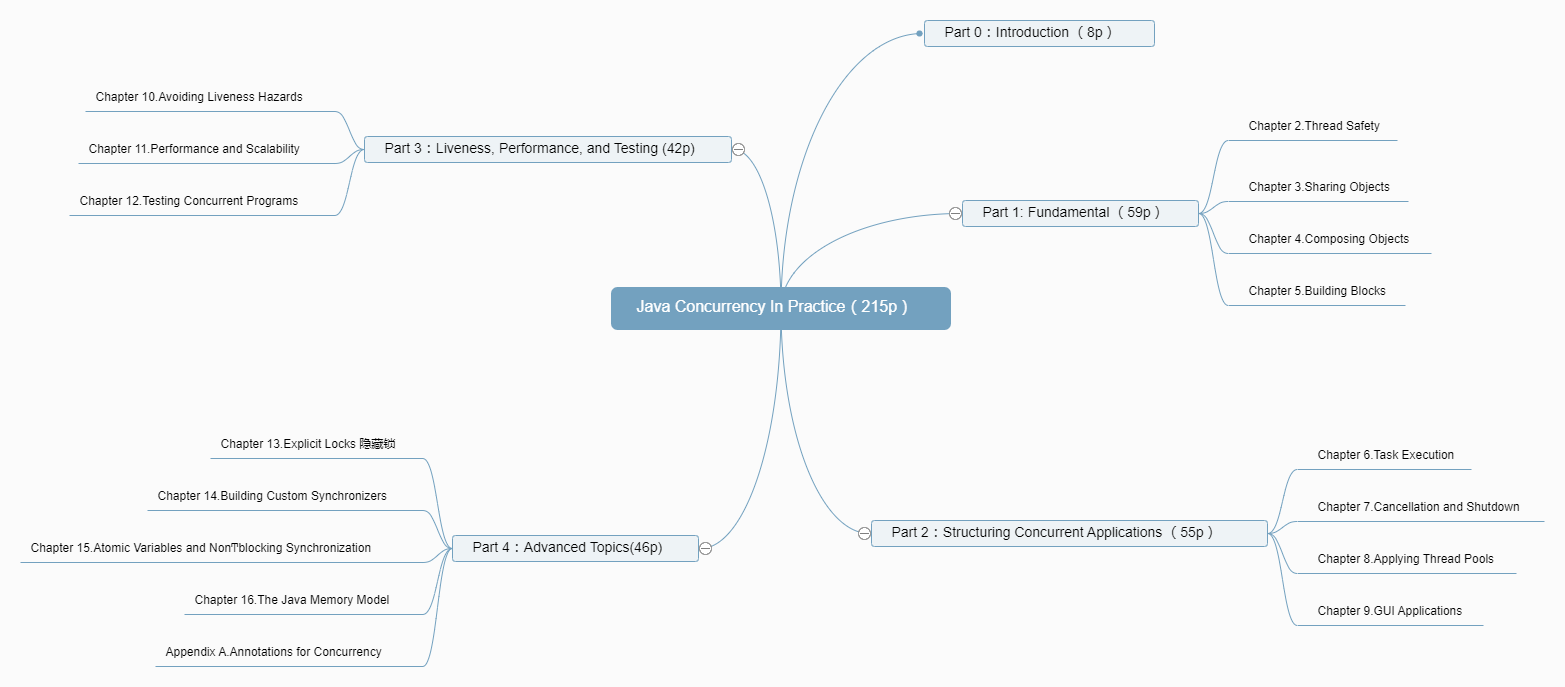 Java Concurrency In Practice（215p）
Part 0：Introduction （8p）
Part 1: Fundamental （59p）
Chapter 2.Thread Safety
Chapter 3.Sharing Objects
Chapter 4.Composing Objects
Chapter 5.Building Blocks
Part 2：Structuring Concurrent Applications （55p）
Chapter 6.Task Execution
Chapter 7.Cancellation and Shutdown
Chapter 8.Applying Thread Pools
Chapter 9.GUI Applications
Part 3：Liveness, Performance, and Testing (42p)
Chapter 10.Avoiding Liveness Hazards
Chapter 11.Performance and Scalability
Chapter 12.Testing Concurrent Programs
Part 4：Advanced Topics(46p)
Chapter 13.Explicit Locks 隐藏锁
Chapter 14.Building Custom Synchronizers
Chapter 15.Atomic Variables and Synchronization
Chapter 16.The Java Memory Model
Appendix A.Annotations for Concurrency